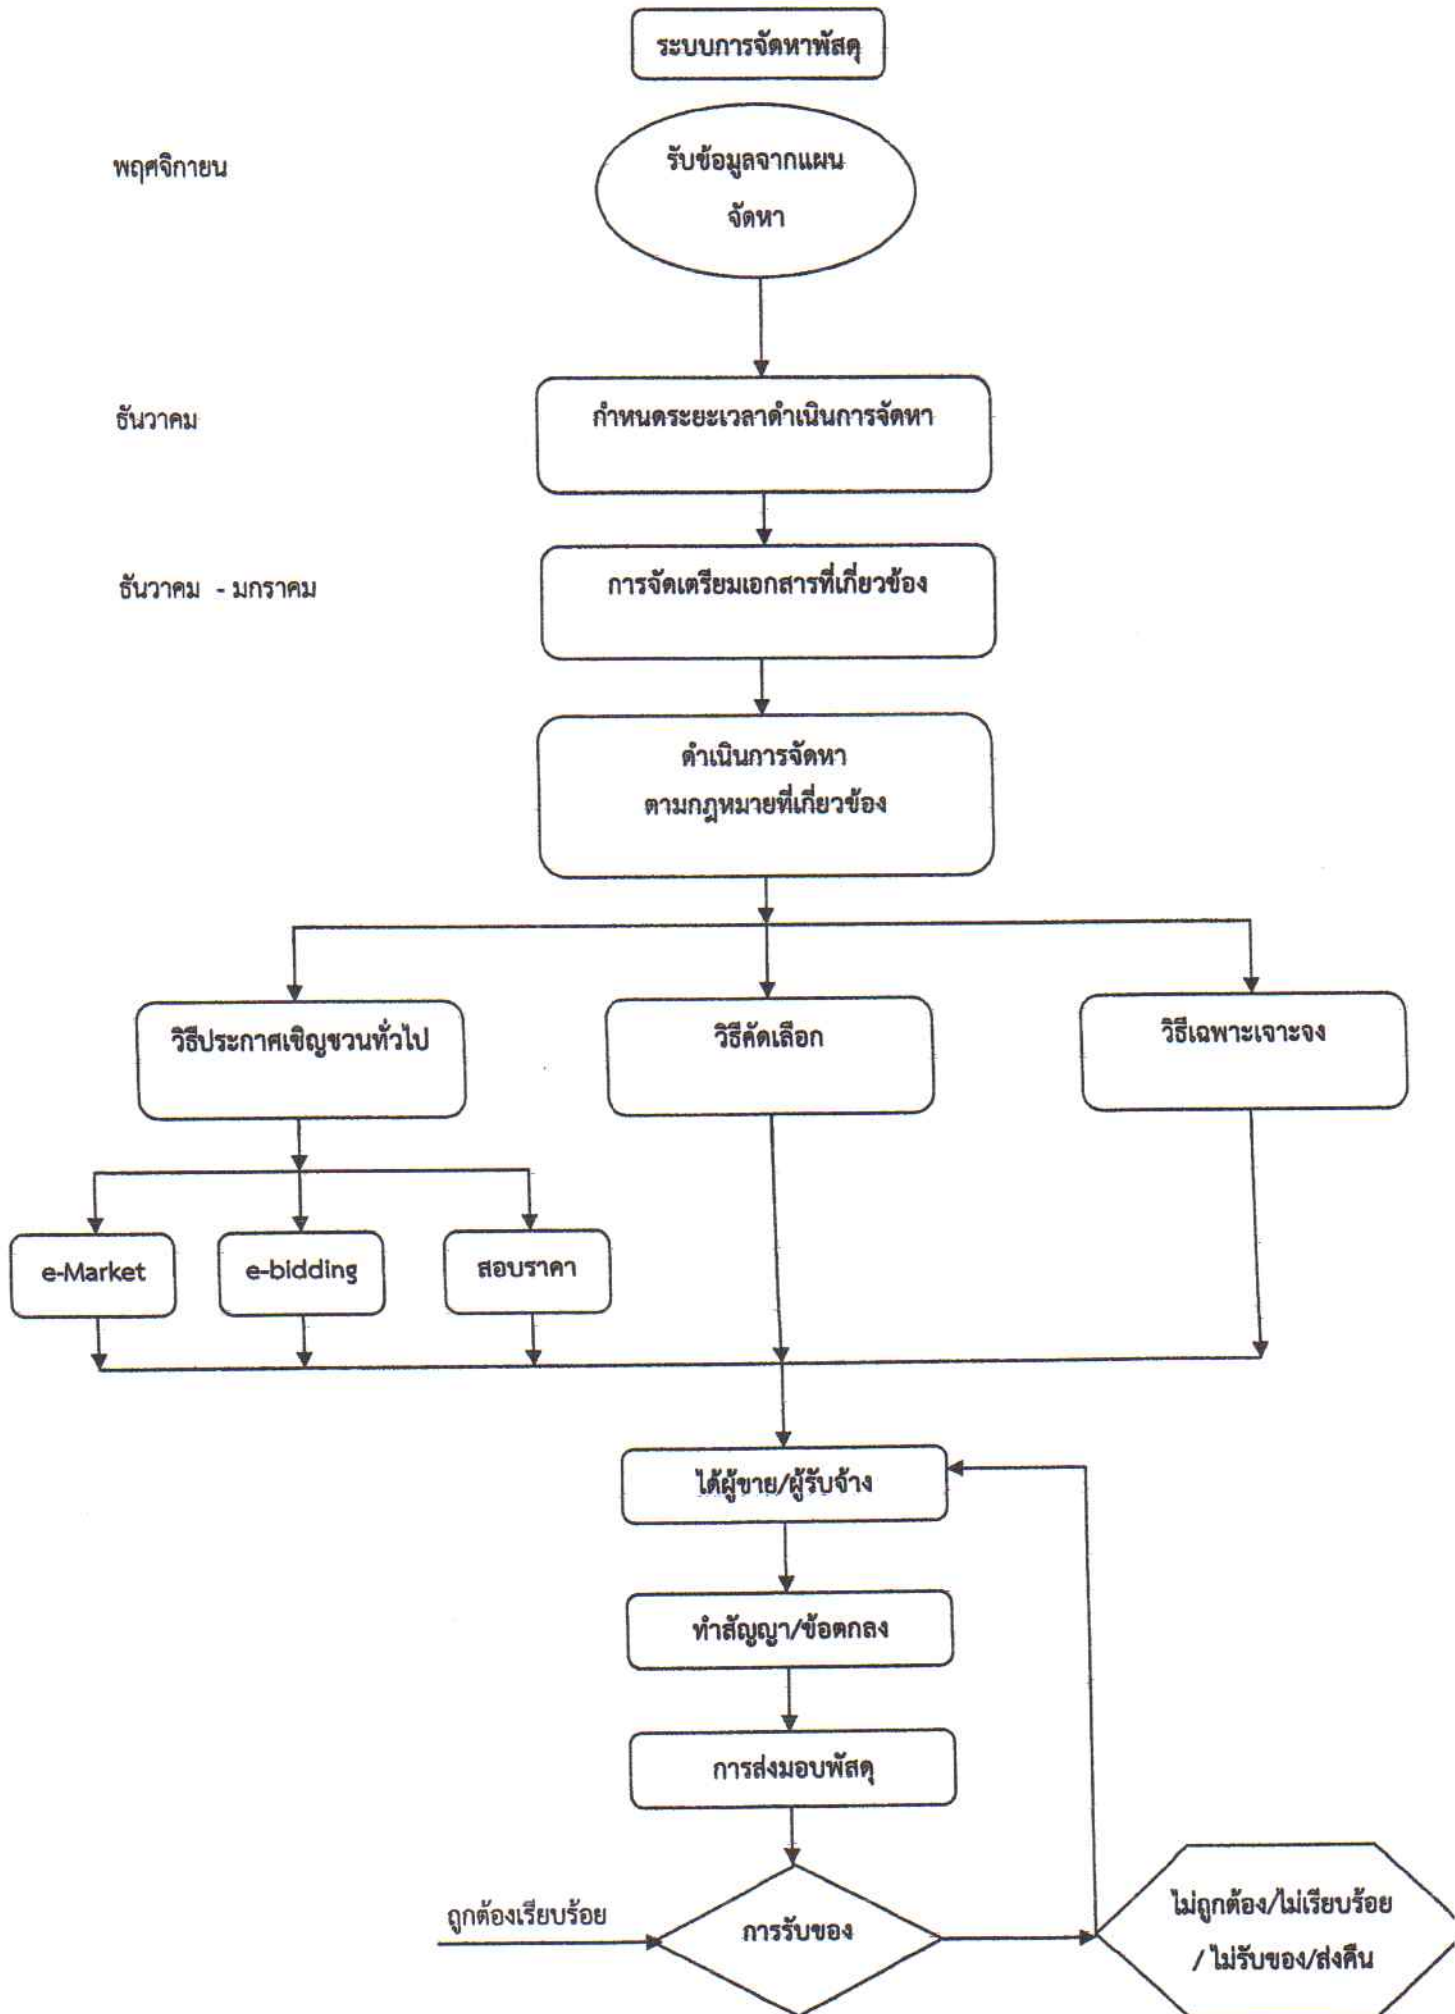 ระบบการจัดหาพัสดุ
พฤศจิกายน
รับข้อมูลจากแผน
จัดหา
ธันวาคม
กำหนดระยะเวลาดำเนินการจัดหา
ธันวาคม - มกราคม
การจัดเตรียมเอกสารที่เกี่ยวข้อง
ดำเนินการจัดหา
ตามกฎหมายที่เกี่ยวข้อง
วิธีประกาศเชิญชวนทั่วไป
วิธีคัดเลือก
วิธีเฉพาะเจาะจง
e-Market
e-bidding
สอบราคา
ได้ผู้ขาย/ผู้รับจ้าง
ทำสัญญา/ข้อตกลง
การส่งมอบพัสดุ
ถูกต้องเรียบร้อย
การรับของ
ไม่ถูกต้อง/ไม่เรียบร้อย
/ ไม่รับของ/ส่งคืน